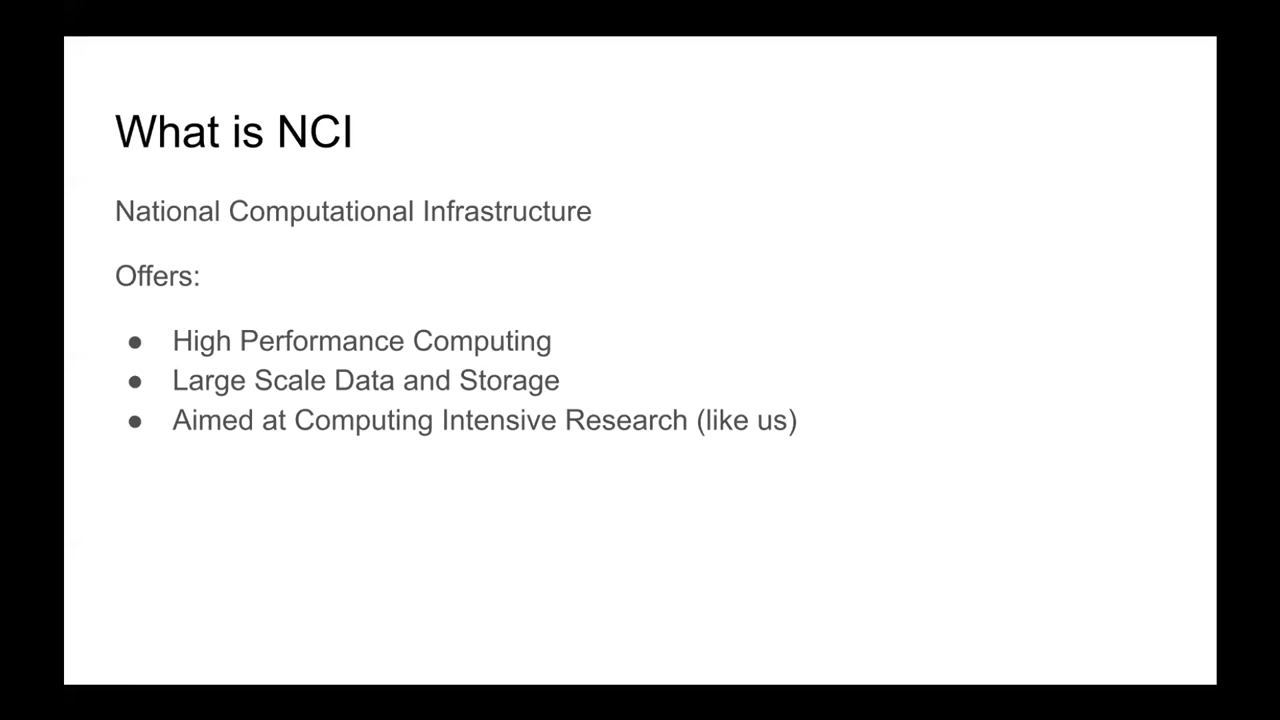 What is NCI
National Computational Infrastructure
Offers:
● High Performance Computing
● Large Scale Data and Storage
● Aimed at Computing Intensive Research (like us)